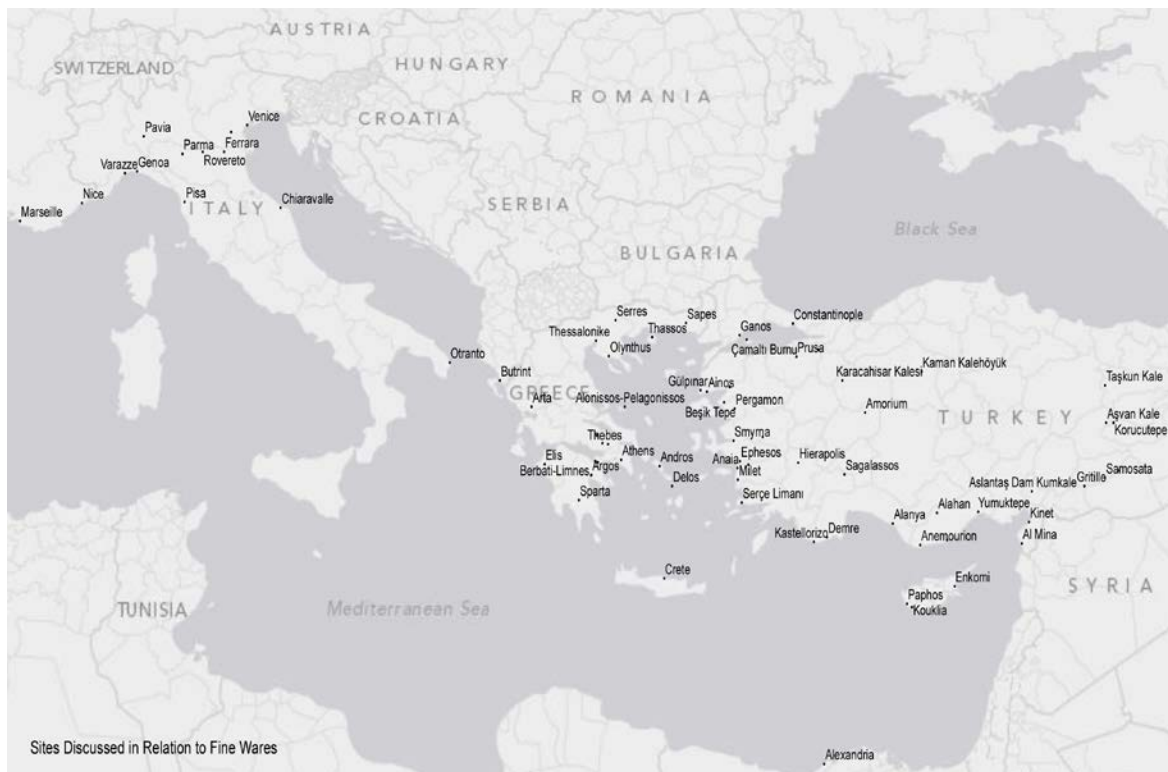 AUSTRIA
SWITZERLAND
HUNGARY
ROMANIA
CROATIA
Venice
Pavia
Parma
Ferrara
Rovereto
Varazze
Genoa
Nice
Pisa
Chiaravalle
Marseille
ITALY
SERBIA
Black Sea
BULGARIA
Serres
Sapes
Constantinople
Thessalonike
Thassos
Ganos
Olynthus
Çamaltı Burnu
Prusa
Otranto
Butrint
Karacahisar Kalesi
Kaman Kalehöyük
Taşkun Kale
GREECE
Gülpınar
Ainos
Arta
Alonissos-Pelagonissos
Beşik Tepe
Pergamon
Amorium
TURKEY
Aşvan Kale
Korucutepe
Thebes
Smyrna
Elis
Athens
Andros
Anaia
Ephesos
Hierapolis
Berbati-Limnes
Argos
Milet
Sagalassos
Samosata
Delos
Aslantaş Dam Kumkale
Gritille
Sparta
Serçe Limanı
Alahan
Yumuktepe
Alanya
Kinet
Kastellorizo
Demre
Anemourion
Al Mina
Crete
Enkomi
SYRIA
Paphos
Kouklia
TUNISIA
Mediterranean Sea
Sites Discussed in Relation to Fine Wares
Alexandria